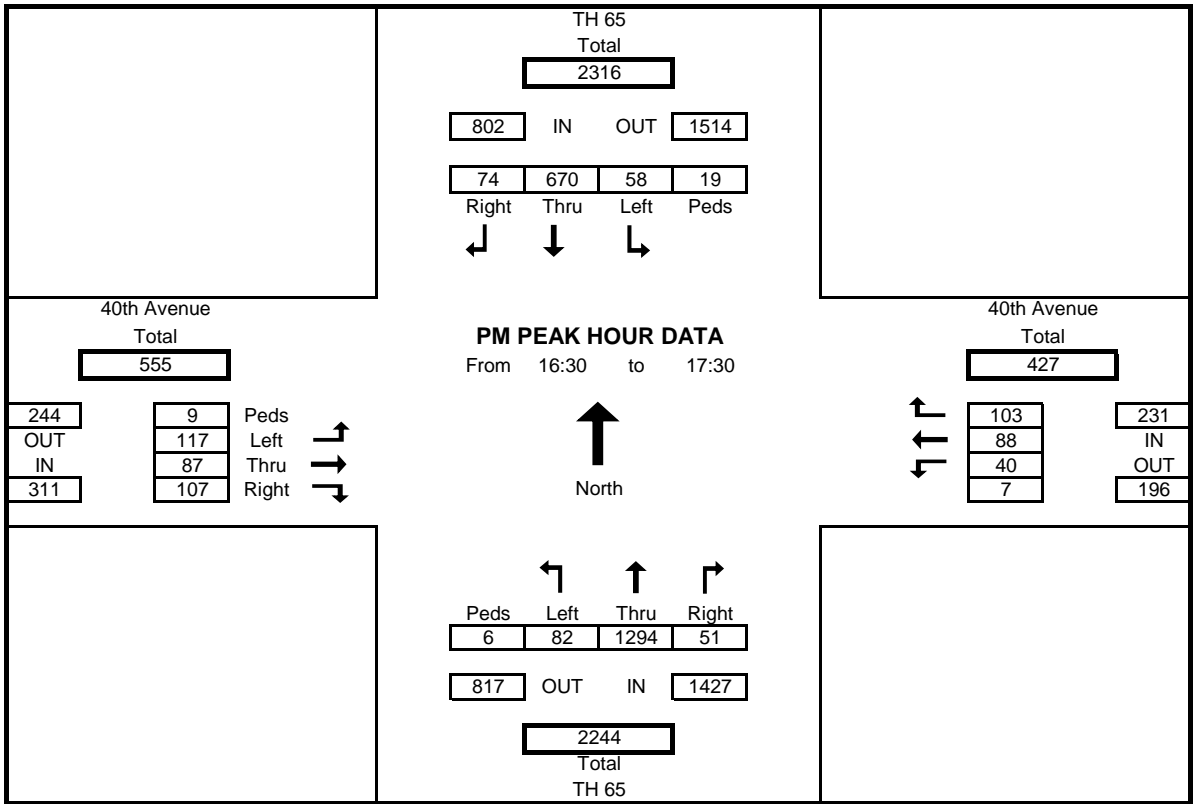 TH 65
Total
2316
802 IN OUT 1514
74 670 58 19
Right Thru Left Peds
40th Avenue
Total
555
244
OUT
IN
311
9 Peds
117 Left
87 Thru
107 Right
PM PEAK HOUR DATA
From 16:30 to 17:30
North
40th Avenue
Total
427
103
88
40
7
231
IN
OUT
196
Peds Left Thru Right
6 82 1294 51
817 OUT IN 1427
2244
Total
TH 65